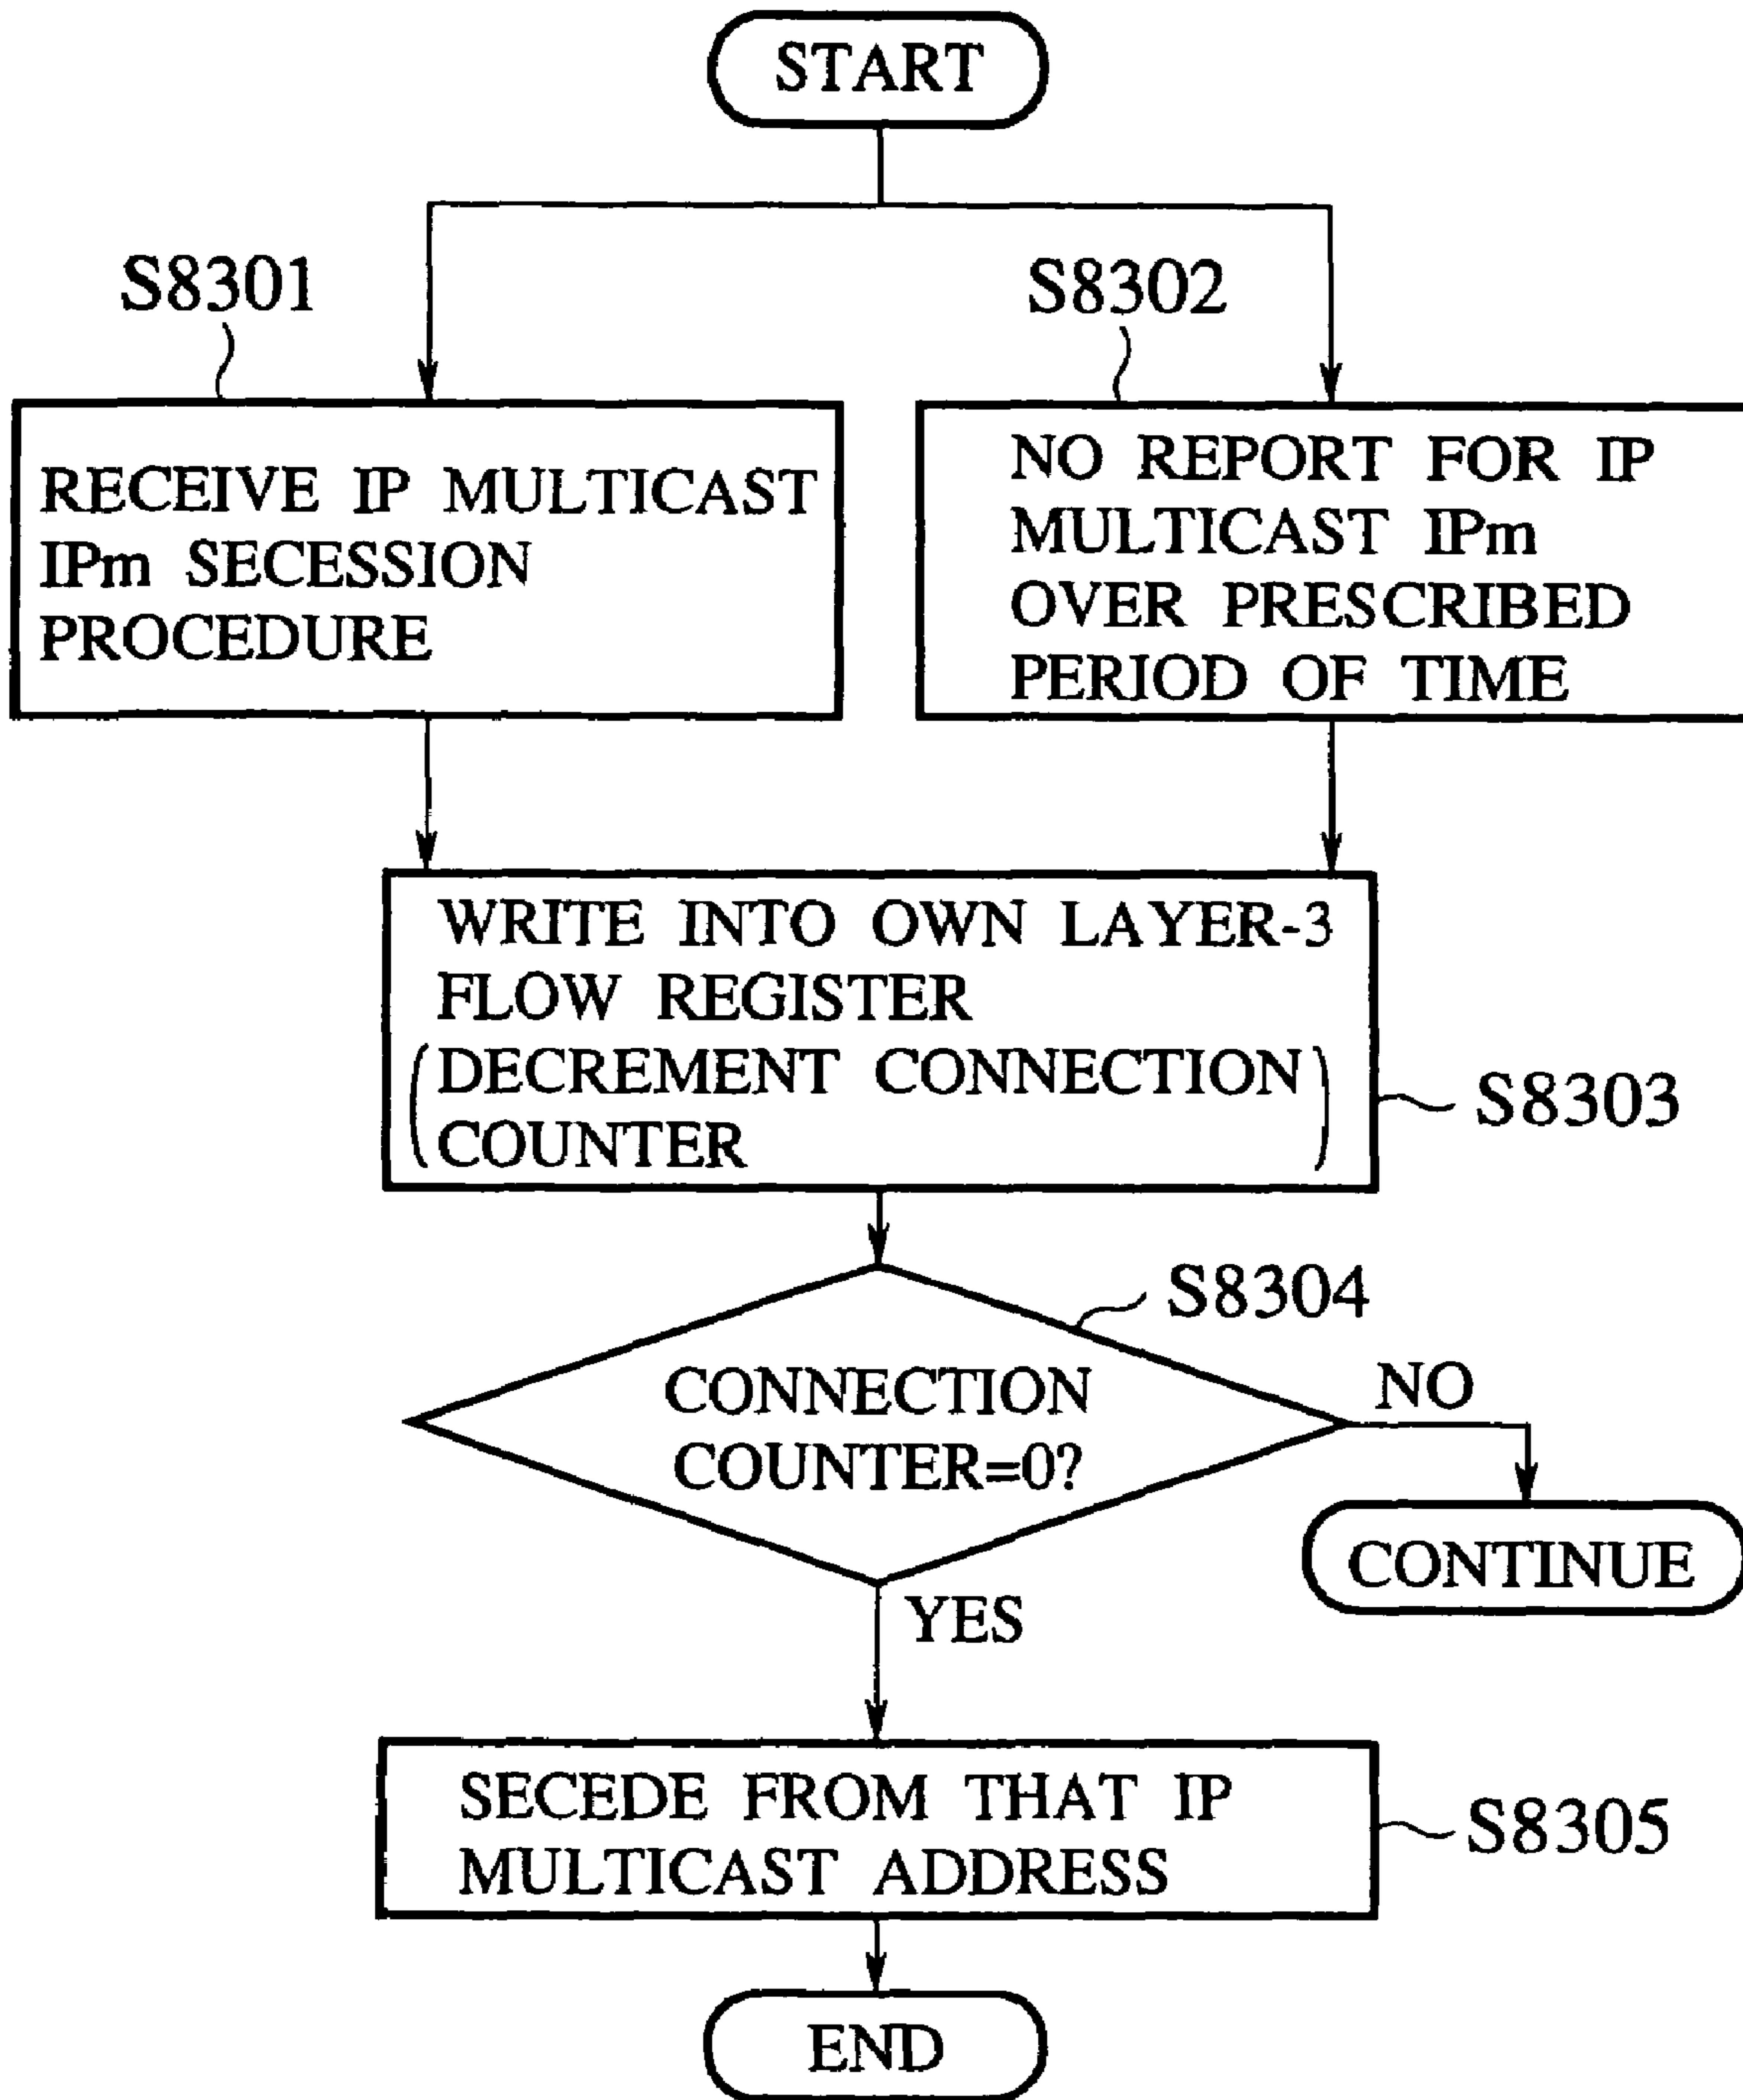 START
S8301
S8302
RECEIVE IP MULTICAST
IPm SECESSION
PROCEDURE
NO REPORT FOR IP
MULTICAST IPm
OVER PRESCRIBED
PERIOD OF TIME
WRITE INTO OWN LAYER-3
FLOW REGISTER
(DECREMENT CONNECTION
COUNTER)
S8303
S8304
CONNECTION
COUNTER=0?
NO
CONTINUE
YES
SECEDE FROM THAT IP
MULTICAST ADDRESS
S8305
END